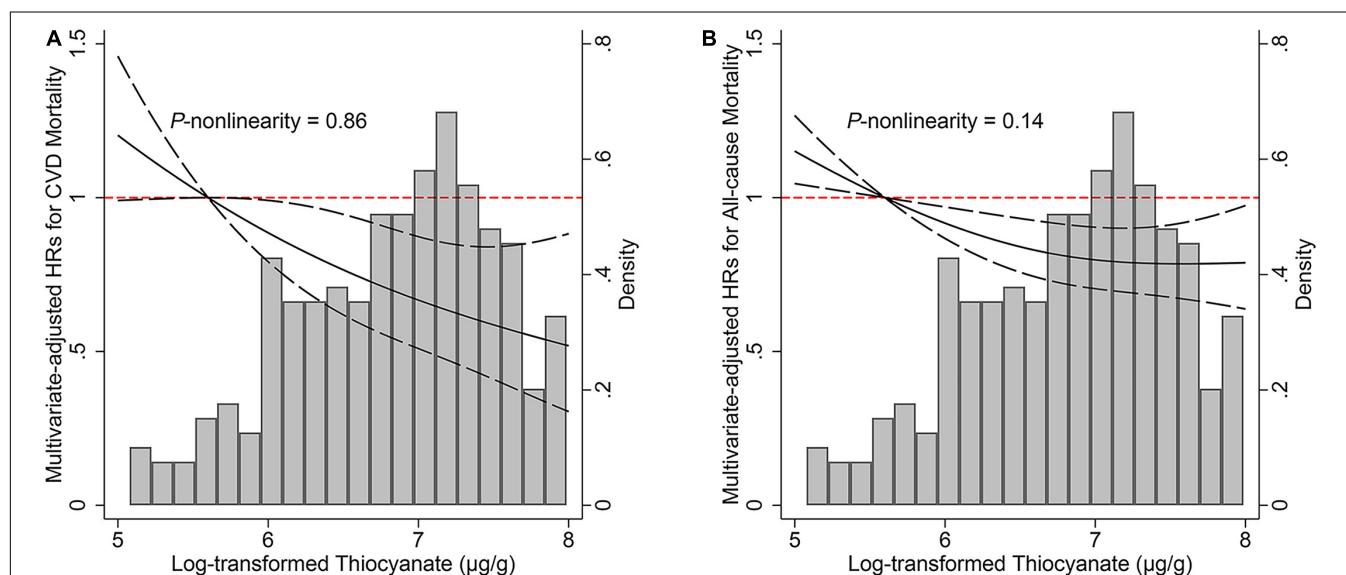 A
Multivariate-adjusted HRs for CVD Mortality
1.5
1
.5
0
P-nonlinearity = 0.86
.8
.6
.4
.2
0
Density
5
6
7
8
Log-transformed Thiocyanate (μg/g)
B
Multivariate-adjusted HRs for All-cause Mortality
1.5
1
.5
0
P-nonlinearity = 0.14
.8
.6
.4
.2
0
Density
5
6
7
8
Log-transformed Thiocyanate (μg/g)